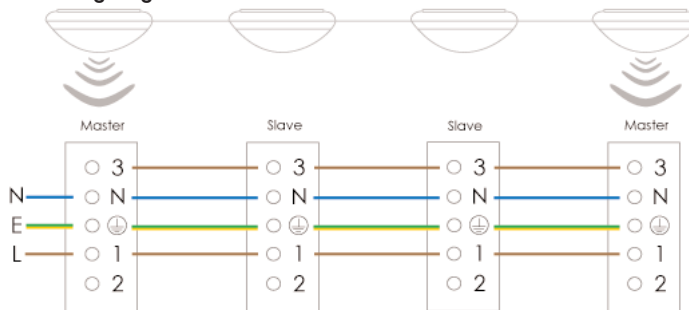 Master Slave Slave Master
3 3 3 3
N N N N N
E
L 1 1 1 1
2 2 2 2